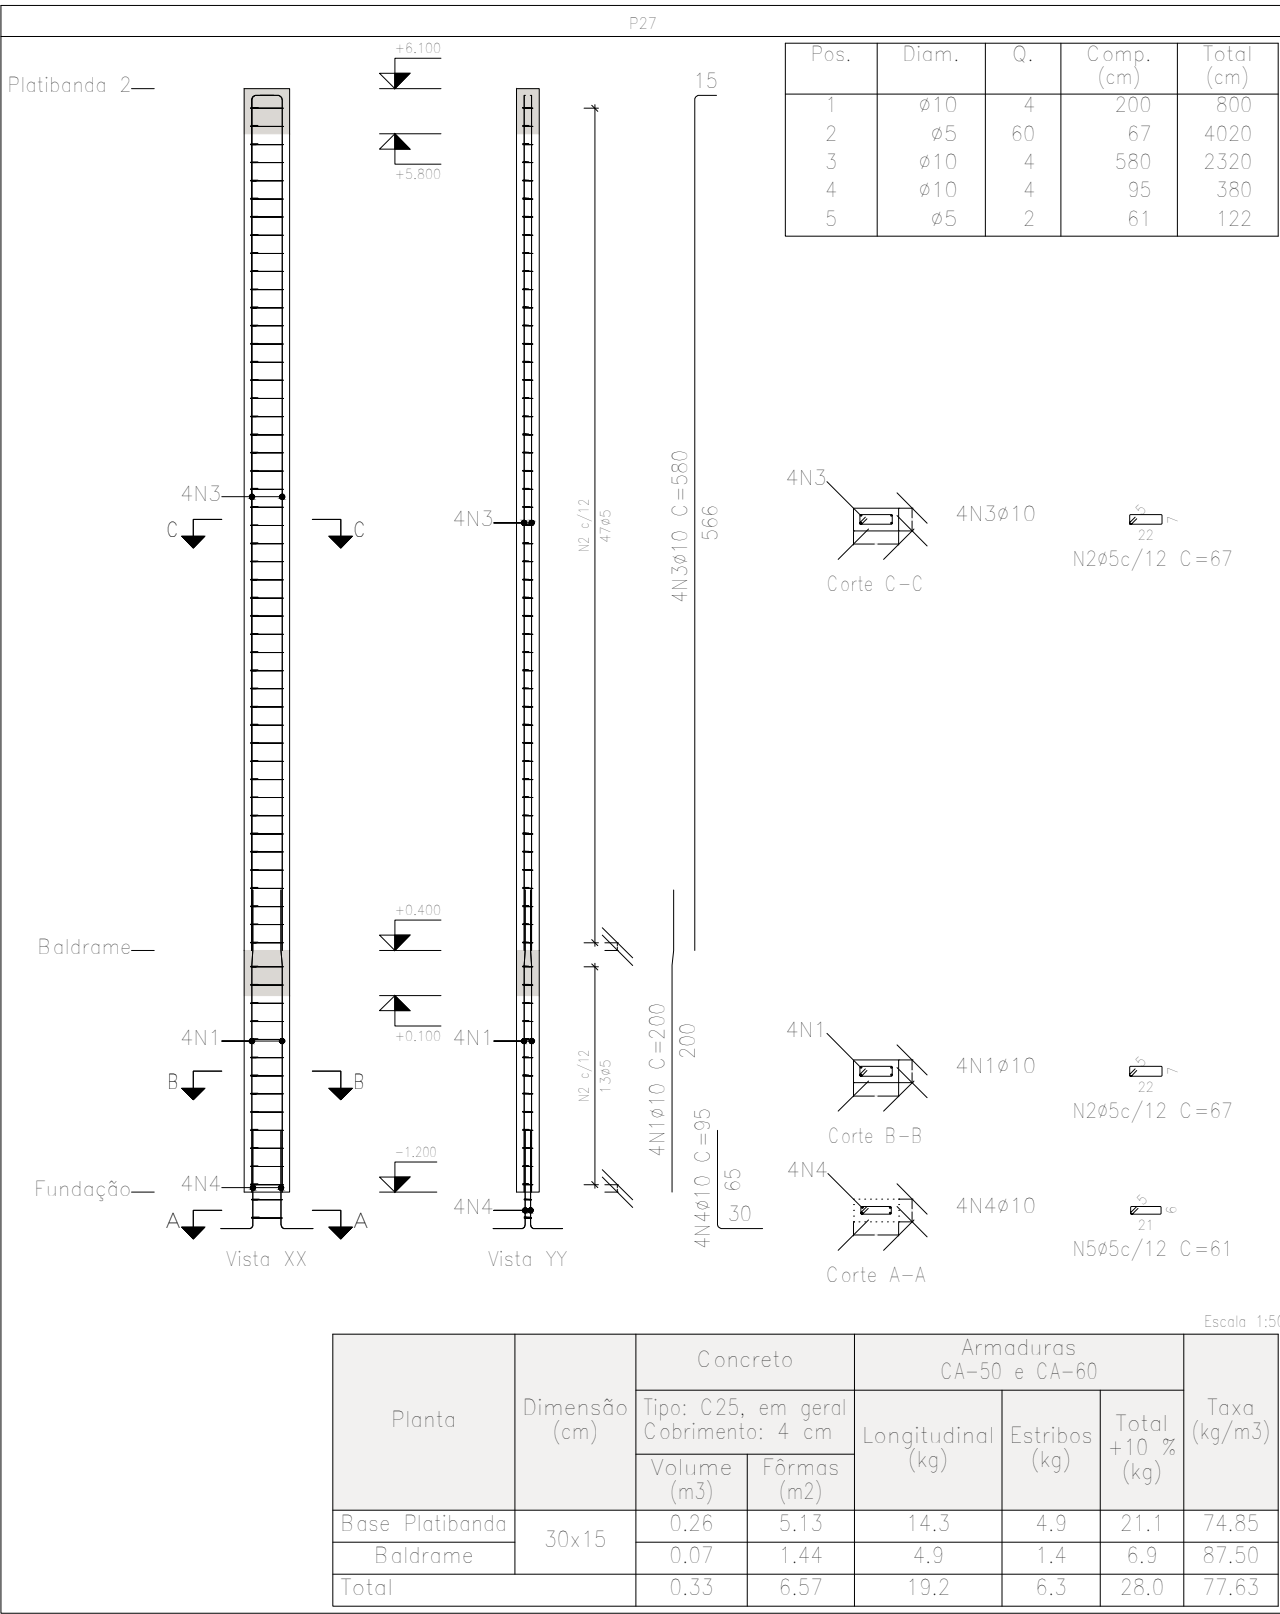 P27
Pos. Diam. Q. Comp. (cm) Total (cm)
1 ø10 4 200 800
2 ø5 60 67 4020
3 ø10 4 580 2320
4 ø10 4 95 380
5 ø5 2 61 122
Platibanda 2
+6.100
+5.800
15
4N3
C C
4N3
N2 c/12
47ø5
4N3ø10 C=580
566
4N3
4N3ø10
Corte C-C
5
22
7
N2ø5c/12 C=67
Baldrame
+0.400
+0.100
4N1
B B
4N1
N2 c/12
13ø5
4N1ø10 C=200
200
4N1
4N1ø10
Corte B-B
5
22
7
N2ø5c/12 C=67
Fundação
-1.200
4N4
A A
4N4
4N4ø10 C=95
65
30
4N4
4N4ø10
Corte A-A
5
21
6
N5ø5c/12 C=61
Vista XX
Vista YY
Escala 1:50
Planta Dimensão (cm) Concreto Armaduras CA-50 e CA-60 Taxa (kg/m3)
Tipo: C25, em geral
Cobrimento: 4 cm
Longitudinal (kg) Estribos (kg) Total +10 % (kg)
Volume (m3) Fôrmas (m2)
Base Platibanda 30x15 0.26 5.13 14.3 4.9 21.1 74.85
Baldrame 0.07 1.44 4.9 1.4 6.9 87.50
Total 0.33 6.57 19.2 6.3 28.0 77.63